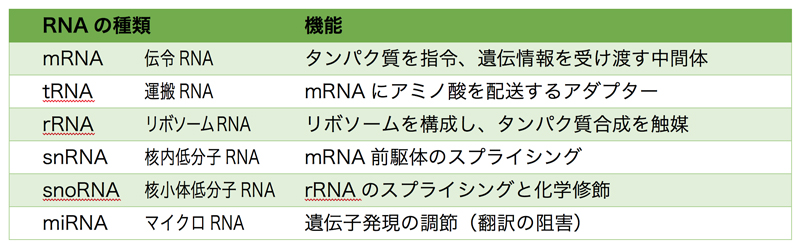 RNA の種類 機能
mRNA 伝令 RNA タンパク質を指令、遺伝情報を受け渡す中間体
tRNA 運搬 RNA mRNA にアミノ酸を配送するアダプター
rRNA リボソーム RNA リボソームを構成し、タンパク質合成を触媒
snRNA 核内低分子 RNA mRNA 前駆体のスプライシング
snoRNA 核小体低分子 RNA rRNA のスプライシングと化学修飾
miRNA マイクロ RNA 遺伝子発現の調節（翻訳の阻害）